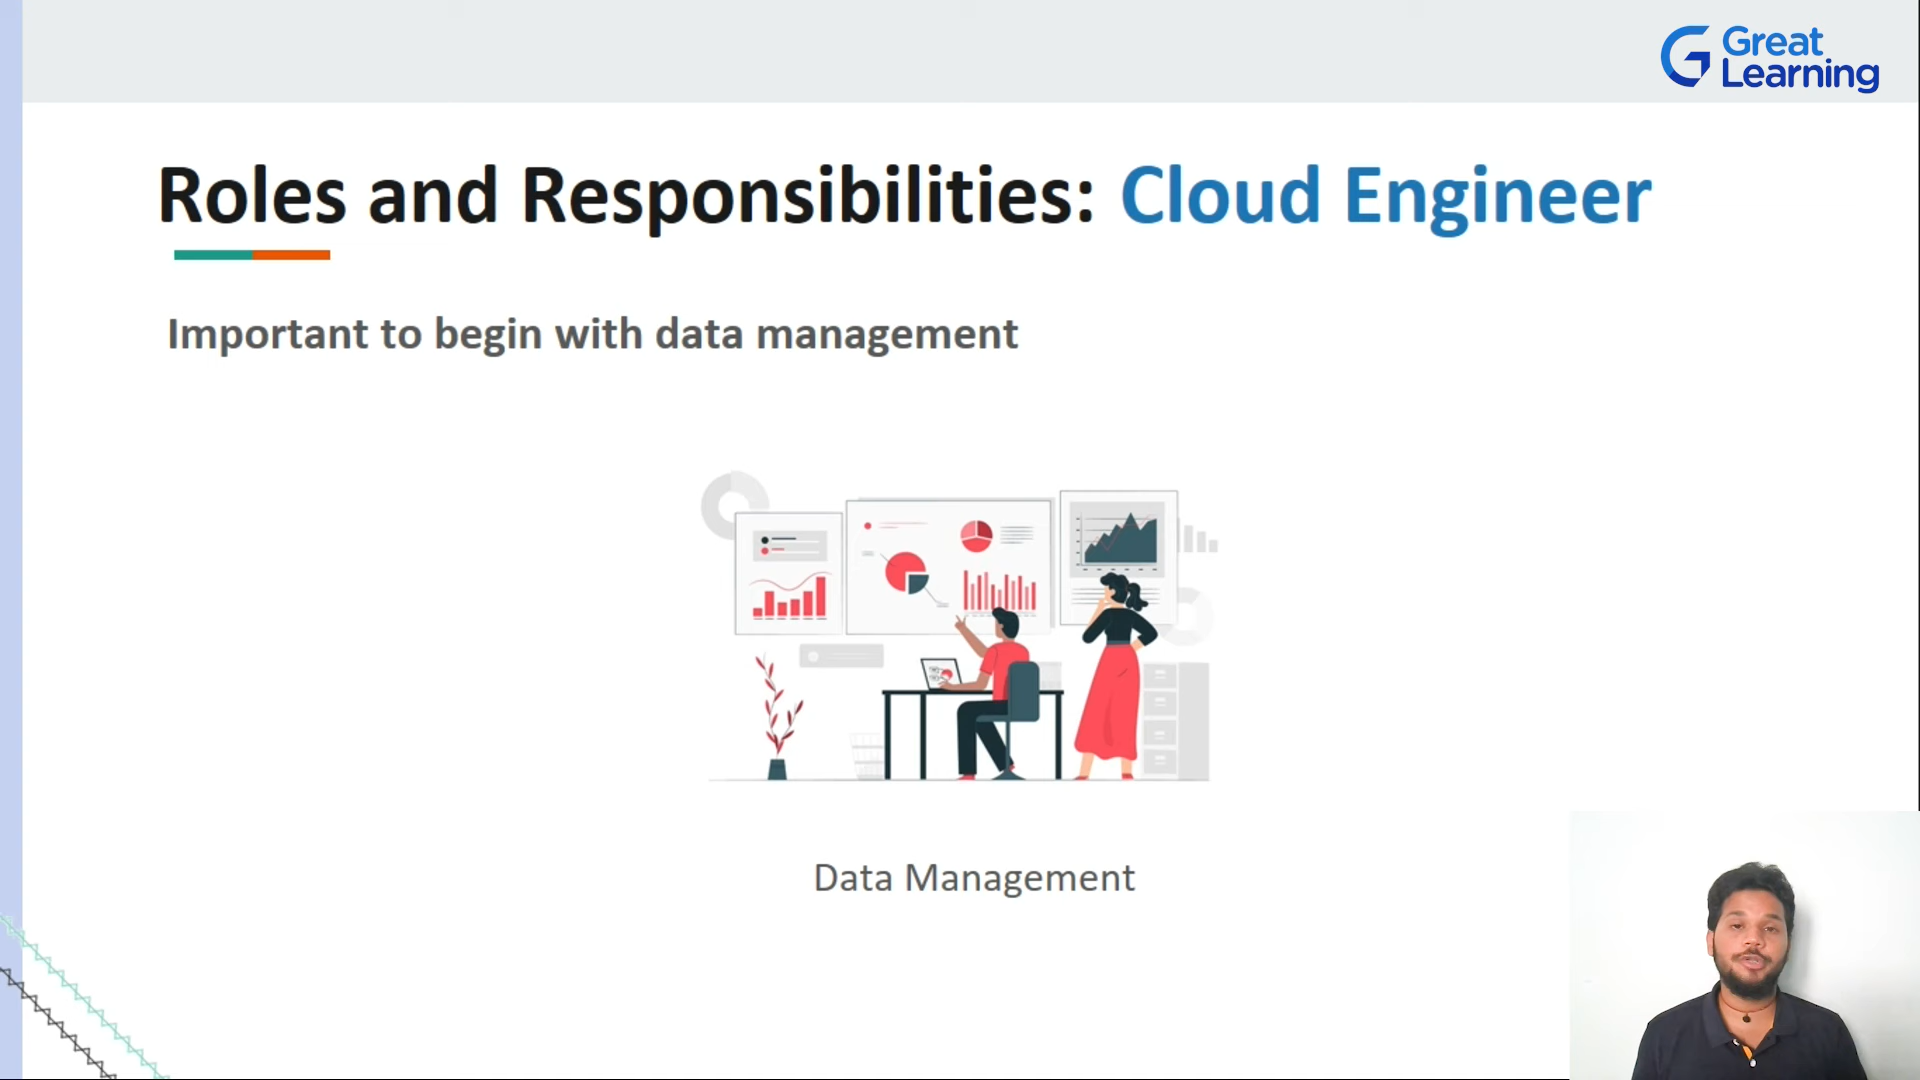 Great
Learning
Roles and Responsibilities: Cloud Engineer
Important to begin with data management
Data Management